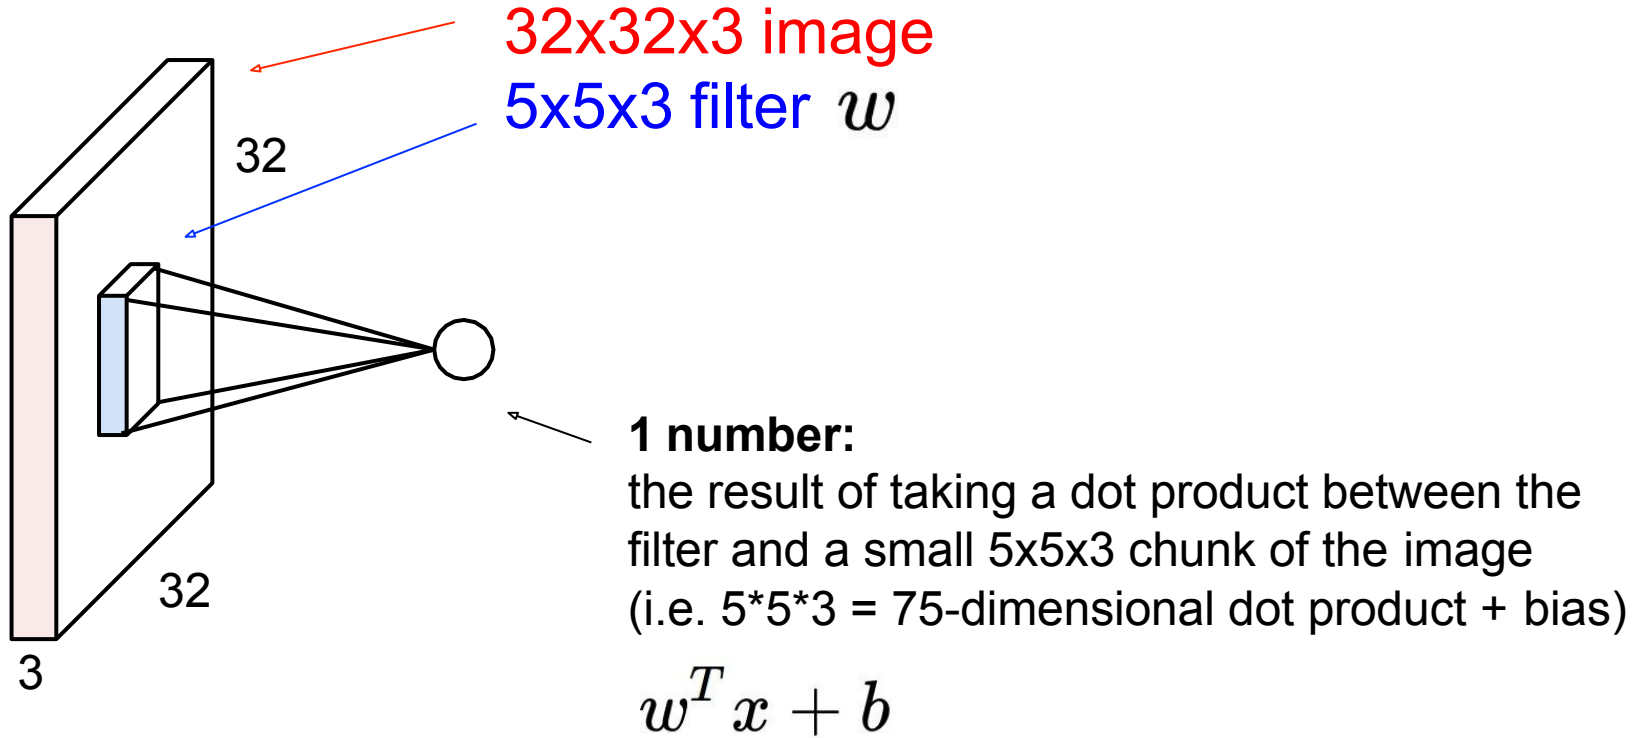 32x32x3 image
5x5x3 filter w
32
32
3
1 number:
the result of taking a dot product between the
filter and a small 5x5x3 chunk of the image
(i.e. 5*5*3 = 75-dimensional dot product + bias)
w^T x + b